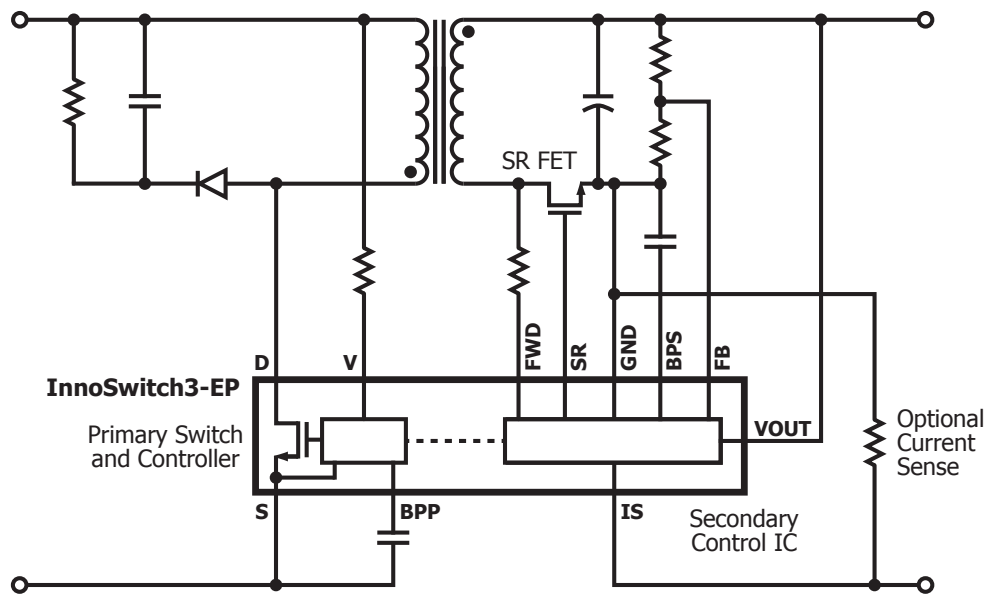 SR FET
FWD
SR
GND
BPS
FB
D
V
InnoSwitch3-EP
Primary Switch
and Controller
VOUT
Optional
Current
Sense
S
BPP
IS
Secondary
Control IC